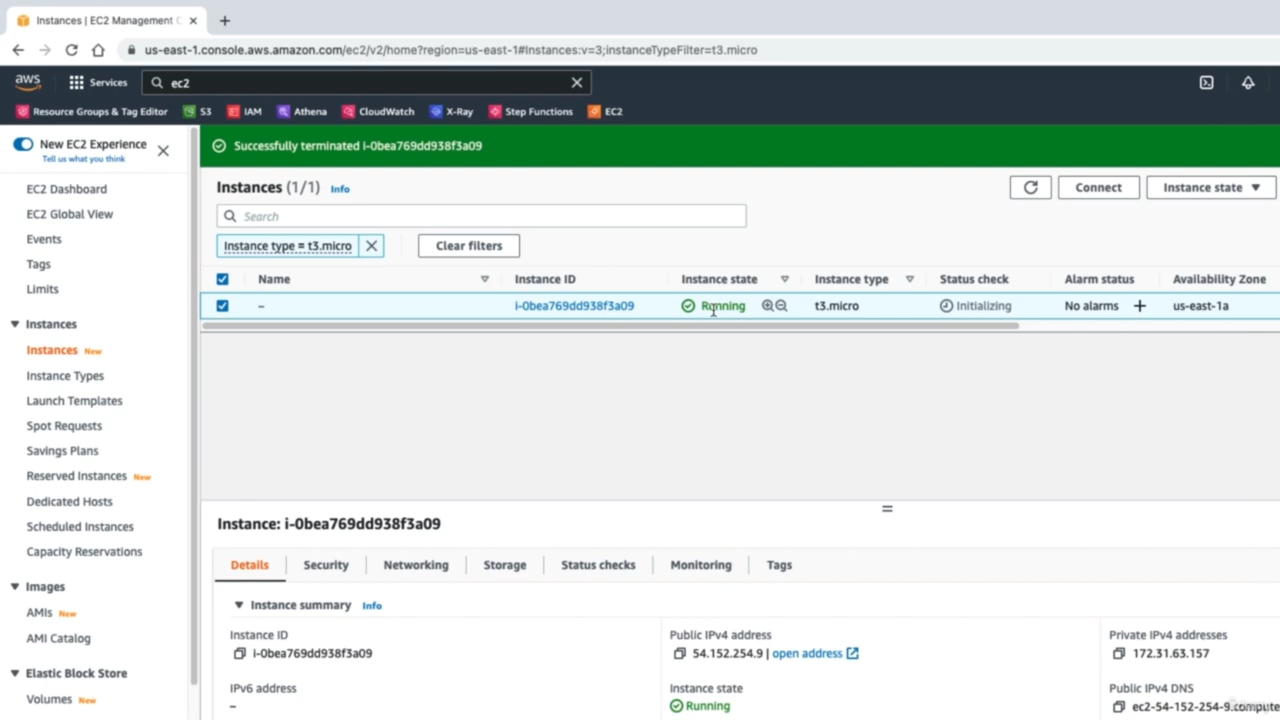 Instances | EC2 Management C
us-east-1.console.aws.amazon.com/ec2/v2/home?region=us-east-1#Instances:v=3;instanceTypeFilter=t3.micro
aws Services ec2
Resource Groups & Tag Editor S3 IAM Athena CloudWatch X-Ray Step Functions EC2
New EC2 Experience
Tell us what you think
EC2 Dashboard
EC2 Global View
Events
Tags
Limits
Instances
Instances New
Instance Types
Launch Templates
Spot Requests
Savings Plans
Reserved Instances New
Dedicated Hosts
Scheduled Instances
Capacity Reservations
Images
AMIs New
AMI Catalog
Elastic Block Store
Volumes New
Successfully terminated i-0bea769dd938f3a09
Instances (1/1) Info Connect Instance state
Search
Instance type = t3.micro Clear filters
Name Instance ID Instance state Instance type Status check Alarm status Availability Zone
– i-0bea769dd938f3a09 Running t3.micro Initializing No alarms + us-east-1a
Instance: i-0bea769dd938f3a09
Details Security Networking Storage Status checks Monitoring Tags
Instance summary Info
Instance ID Public IPv4 address Private IPv4 addresses
i-0bea769dd938f3a09 54.152.254.9 | open address 172.31.63.157
IPv6 address Instance state Public IPv4 DNS
– Running ec2-54-152-254-9.compute